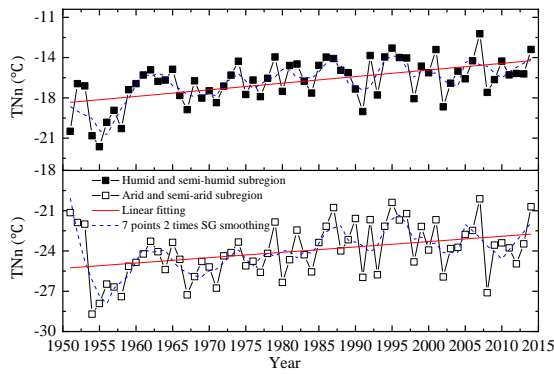 -11
-14
-18
-21
-18
TNn (℃)
Humid and semi-humid subregion
Arid and semi-arid subregion
Linear fitting
7 points 2 times SG smoothing
-21
-24
-26
-30
TNn (℃)
1950 1955 1960 1965 1970 1975 1980 1985 1990 1995 2000 2005 2010 2015
Year